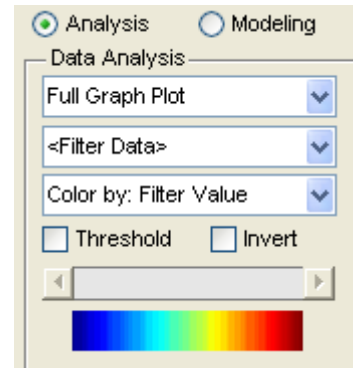 Analysis Modeling
Data Analysis
Full Graph Plot
<Filter Data>
Color by: Filter Value
Threshold Invert